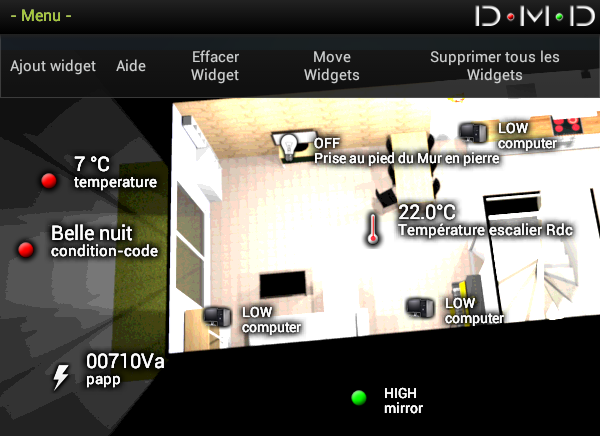 - Menu -
D•M•D
Ajout widget
Aide
Effacer
Widget
Move
Widgets
Supprimer tous les
Widgets
OFF
Prise au pied du Mur en pierre
LOW
computer
7 °C
temperature
22.0°C
Température escalier Rdc
Belle nuit
condition-code
LOW
computer
LOW
computer
00710Va
papp
HIGH
mirror